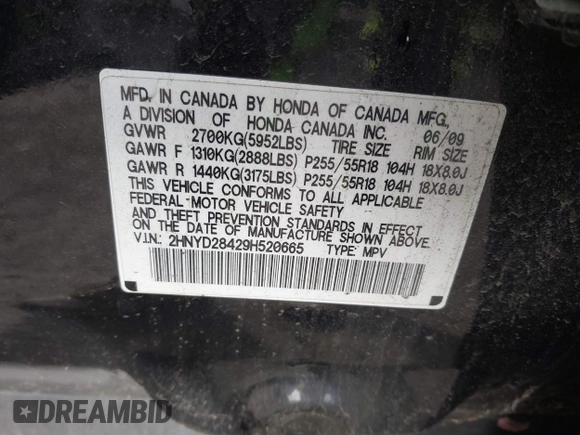 MFD. IN CANADA BY HONDA OF CANADA MFG.,
A DIVISION OF HONDA CANADA INC. 06/09
GVWR 2700KG(5952LBS) TIRE SIZE RIM SIZE
GAWR F 1310KG(2888LBS) P255/55R18 104H 18X8.0J
GAWR R 1440KG(3175LBS) P255/55R18 104H 18X8.0J
THIS VEHICLE CONFORMS TO ALL APPLICABLE
FEDERAL-MOTOR VEHICLE SAFETY
AND THEFT PREVENTION STANDARDS IN EFFECT
ON THE DATE OF MANUFACTURE SHOWN ABOVE.
V.I.N.: 2HNYD28429H520665 TYPE: MPV
DREAMBID